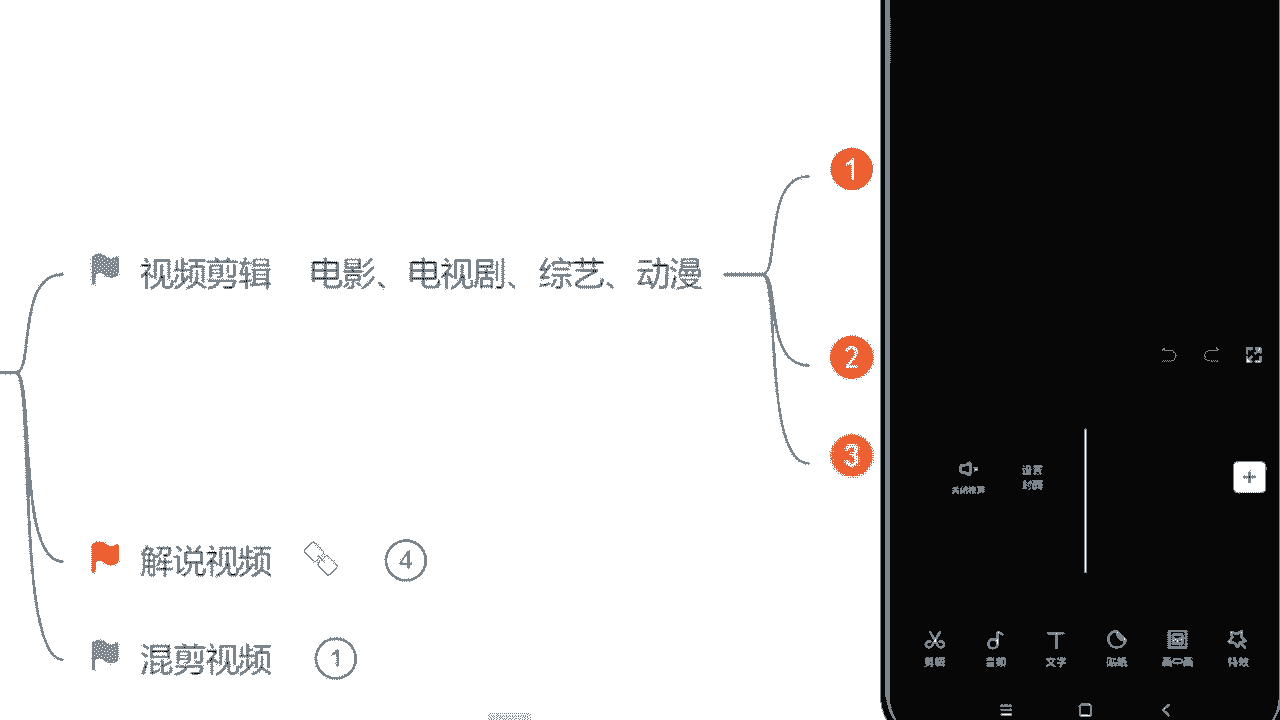 1
视频剪辑 电影、电视剧、综艺、动漫
2
3
解说视频 4
混剪视频 1
关闭原声
设置
封面
剪辑 音频 文字 贴纸 画中画 特效